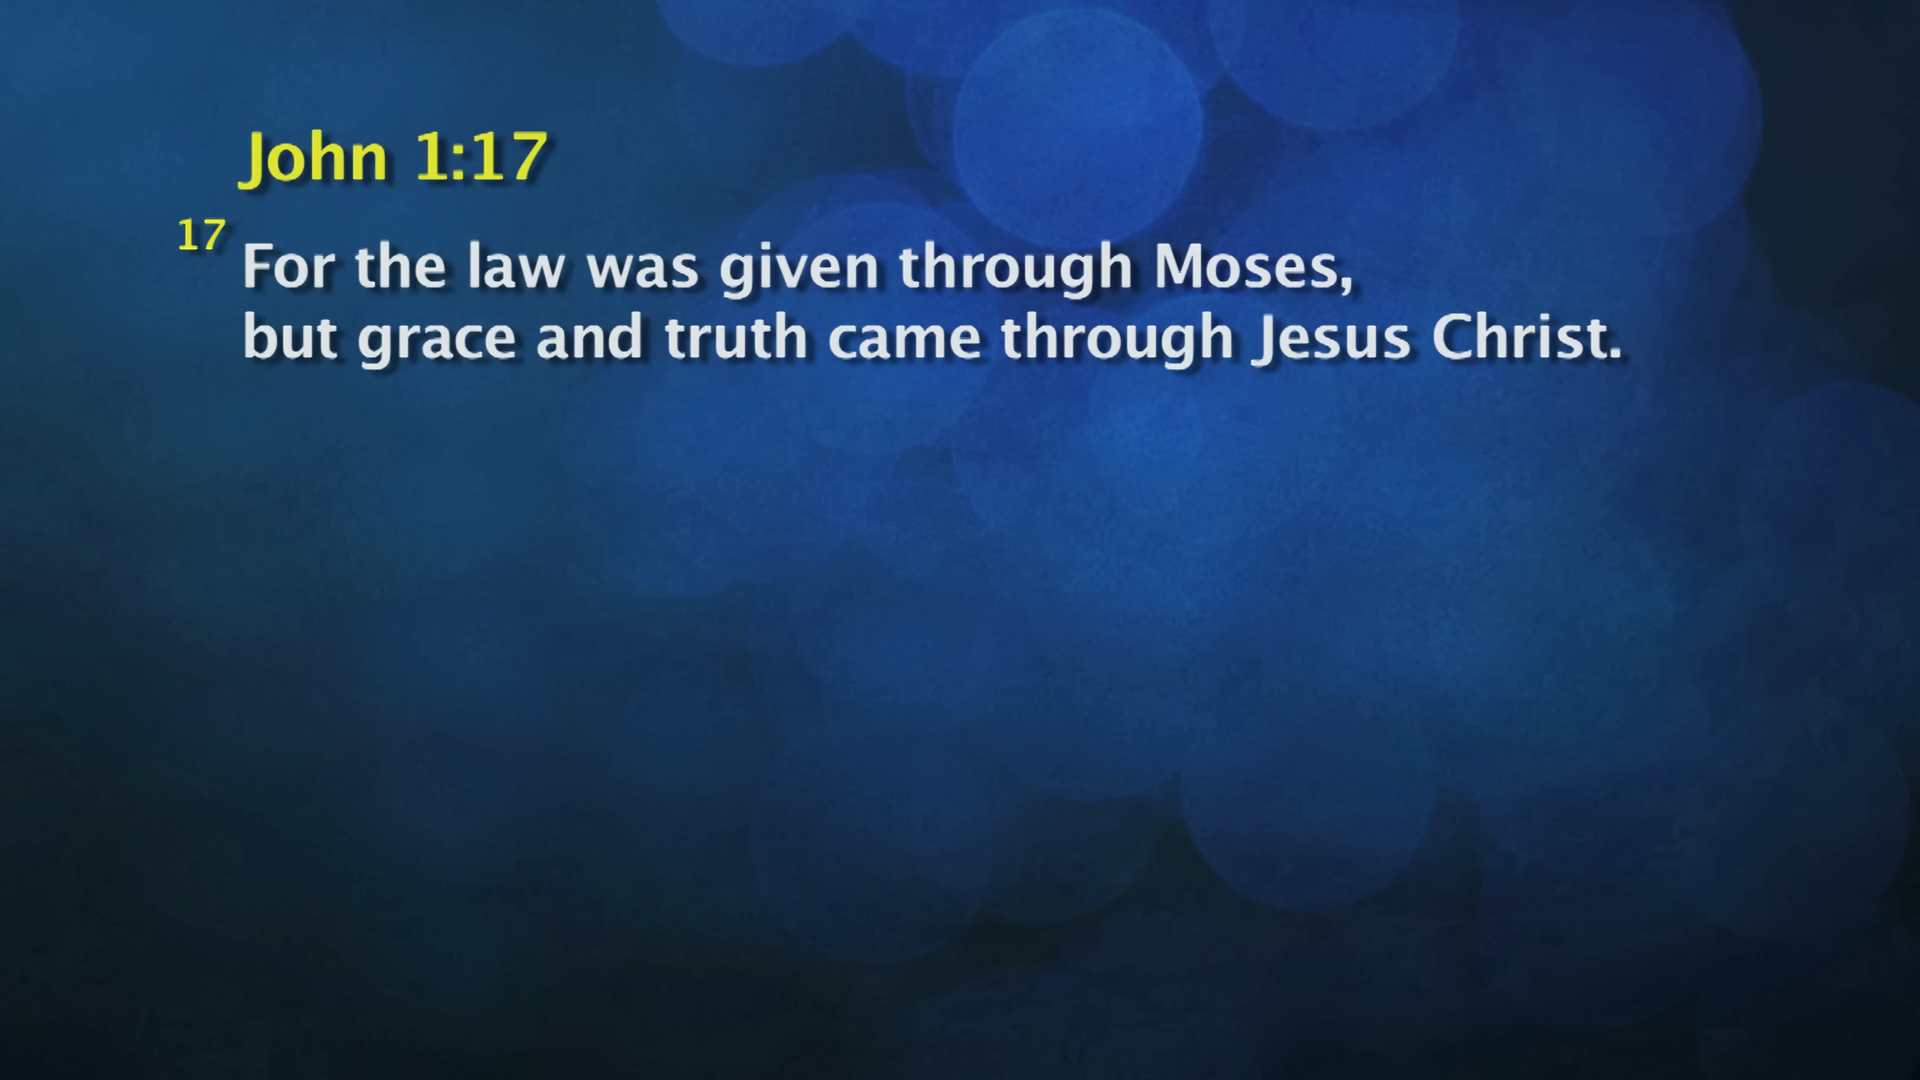 John 1:17
17 For the law was given through Moses,
but grace and truth came through Jesus Christ.